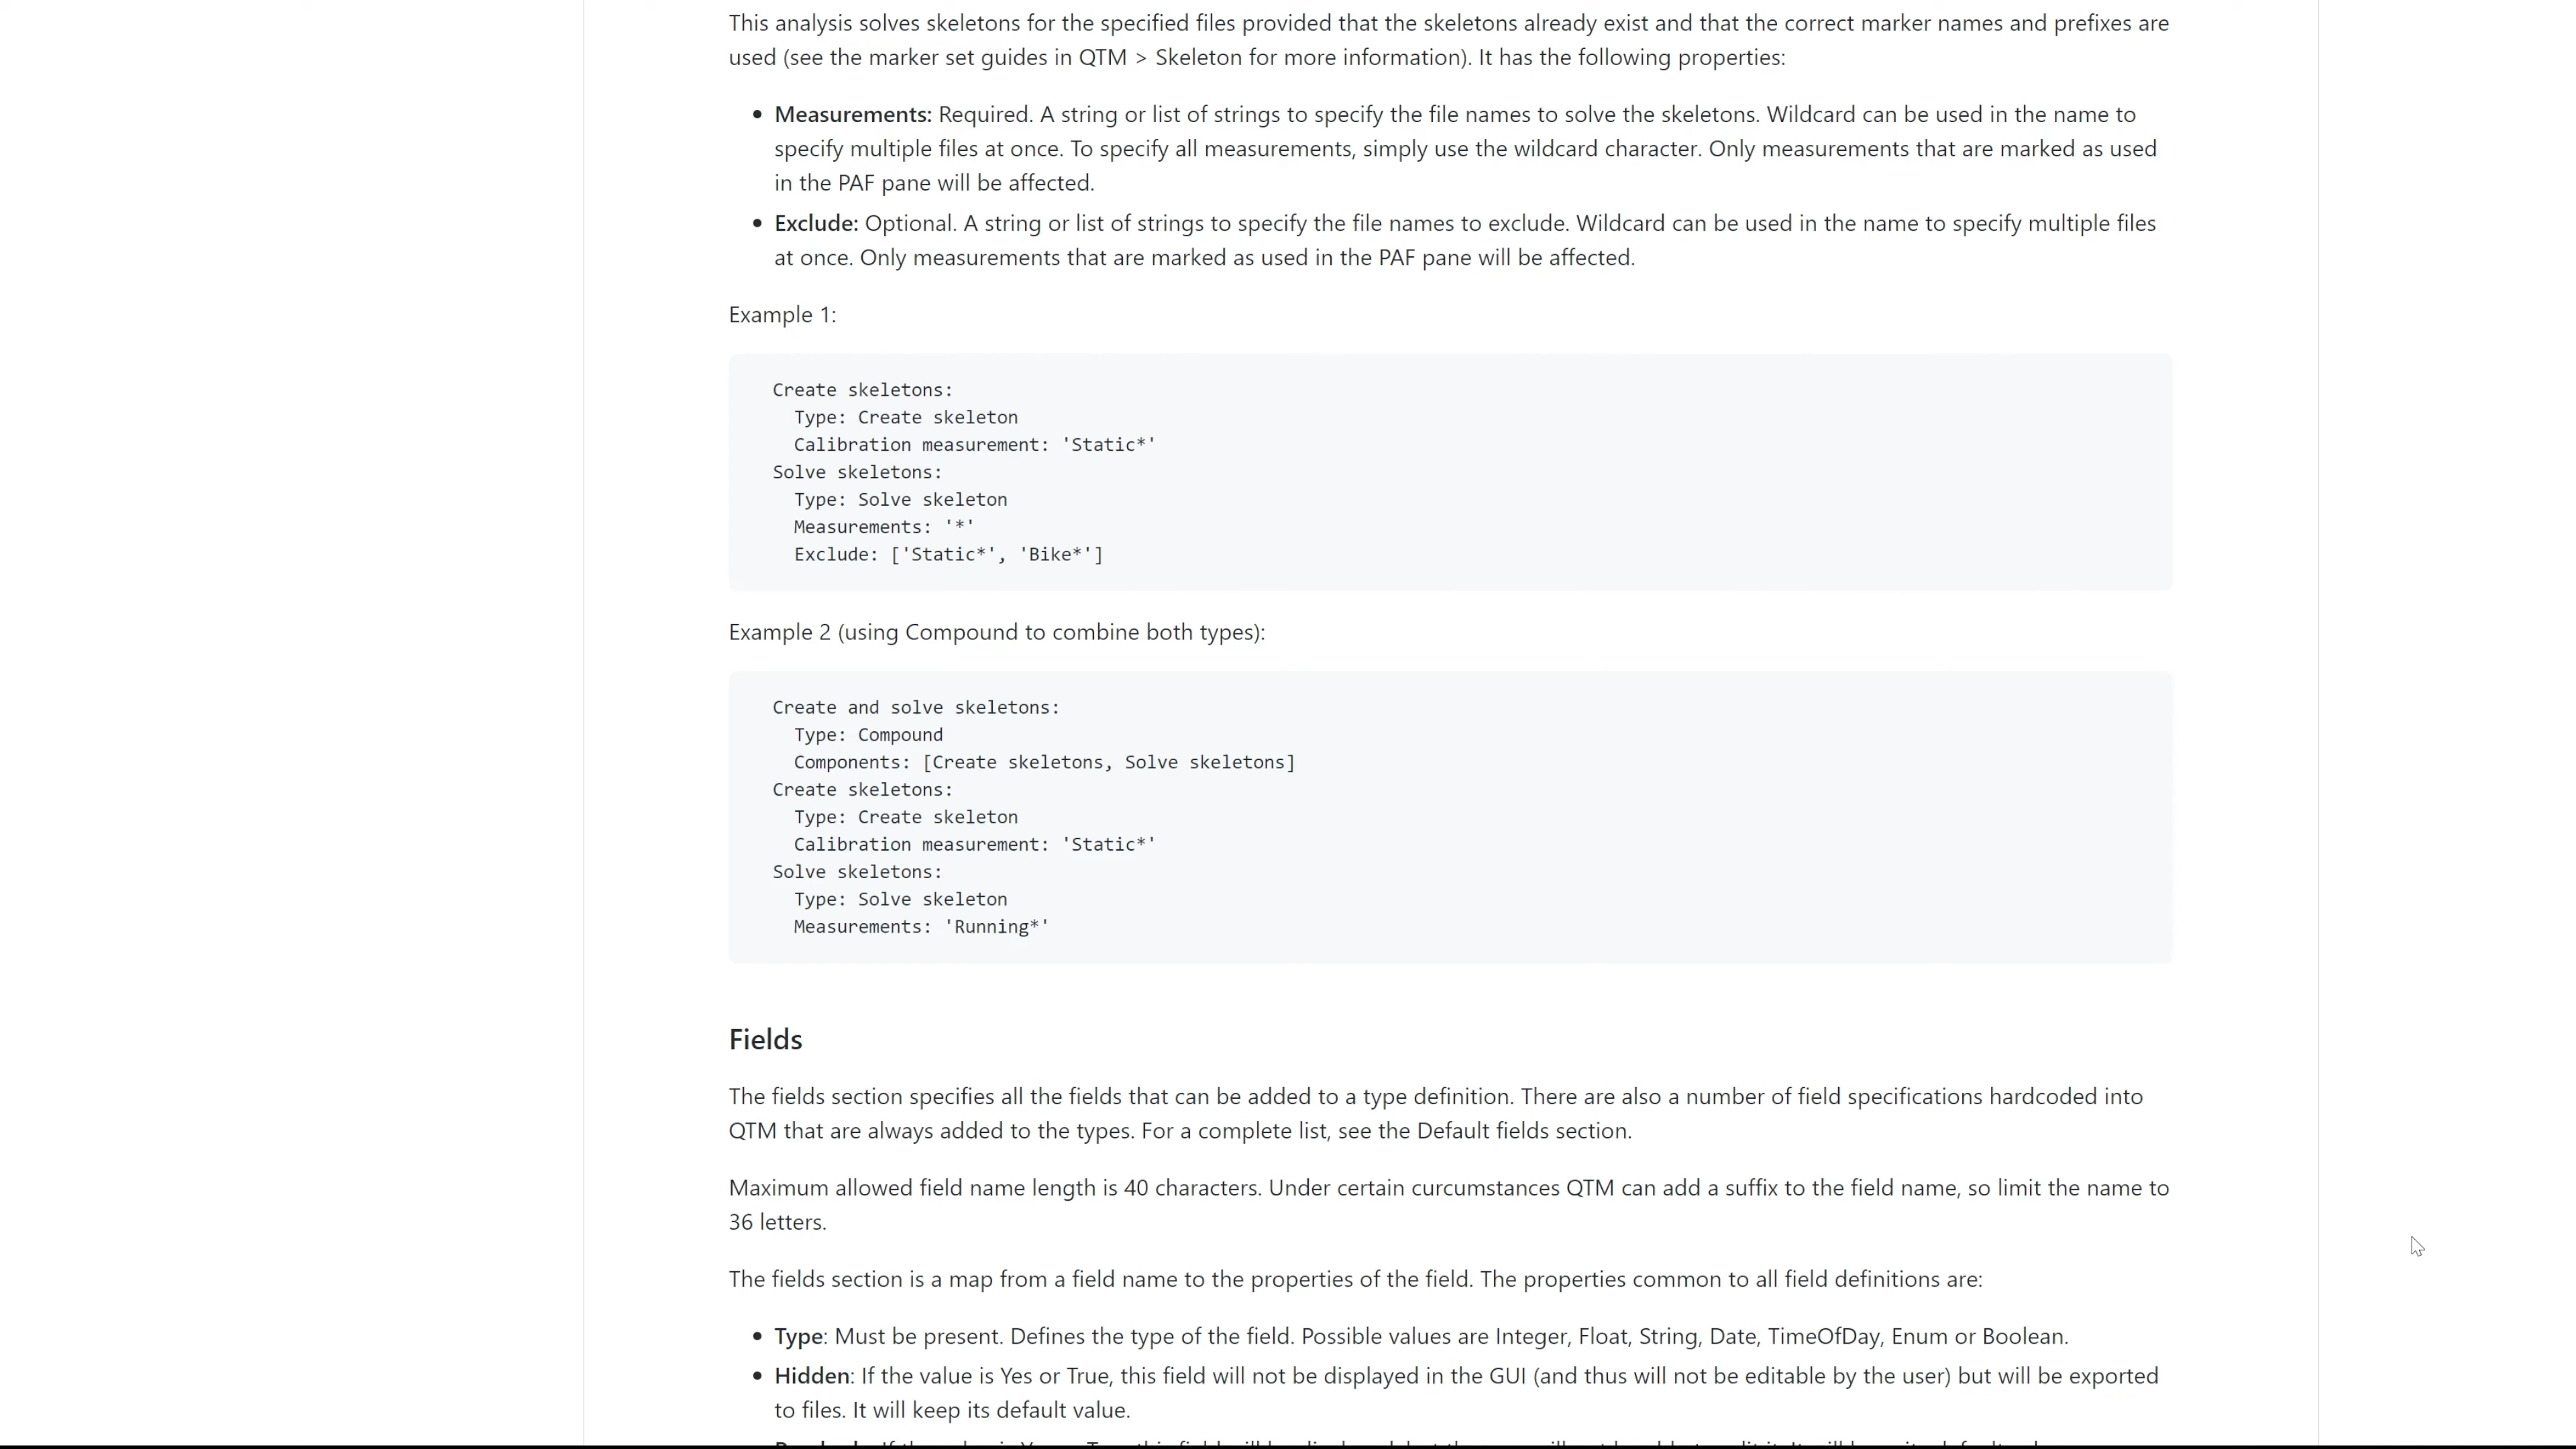 This analysis solves skeletons for the specified files provided that the skeletons already exist and that the correct marker names and prefixes are
used (see the marker set guides in QTM > Skeleton for more information). It has the following properties:
• Measurements: Required. A string or list of strings to specify the file names to solve the skeletons. Wildcard can be used in the name to
specify multiple files at once. To specify all measurements, simply use the wildcard character. Only measurements that are marked as used
in the PAF pane will be affected.
• Exclude: Optional. A string or list of strings to specify the file names to exclude. Wildcard can be used in the name to specify multiple files
at once. Only measurements that are marked as used in the PAF pane will be affected.
Example 1:
Create skeletons:
  Type: Create skeleton
  Calibration measurement: 'Static*'
Solve skeletons:
  Type: Solve skeleton
  Measurements: '*'
  Exclude: ['Static*', 'Bike*']
Example 2 (using Compound to combine both types):
Create and solve skeletons:
  Type: Compound
  Components: [Create skeletons, Solve skeletons]
Create skeletons:
  Type: Create skeleton
  Calibration measurement: 'Static*'
Solve skeletons:
  Type: Solve skeleton
  Measurements: 'Running*'
Fields
The fields section specifies all the fields that can be added to a type definition. There are also a number of field specifications hardcoded into
QTM that are always added to the types. For a complete list, see the Default fields section.
Maximum allowed field name length is 40 characters. Under certain curcumstances QTM can add a suffix to the field name, so limit the name to
36 letters.
The fields section is a map from a field name to the properties of the field. The properties common to all field definitions are:
• Type: Must be present. Defines the type of the field. Possible values are Integer, Float, String, Date, TimeOfDay, Enum or Boolean.
• Hidden: If the value is Yes or True, this field will not be displayed in the GUI (and thus will not be editable by the user) but will be exported
to files. It will keep its default value.